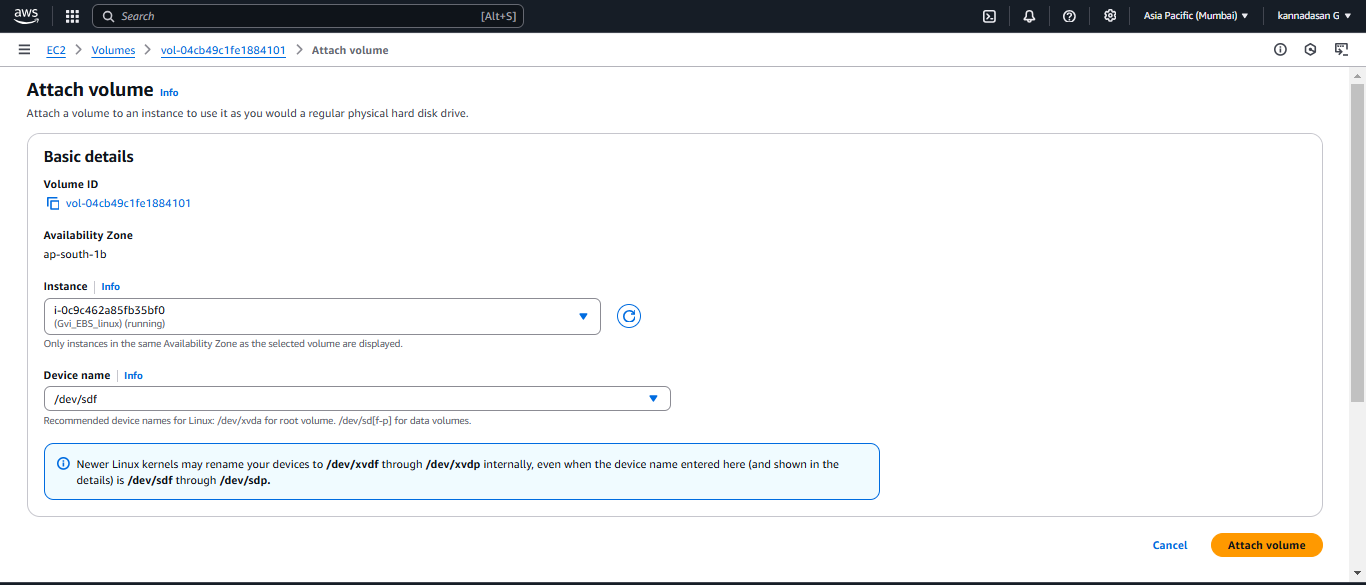 aws
Search [Alt+S]
Asia Pacific (Mumbai)
kannadasan G
EC2 Volumes vol-04cb49c1fe1884101 Attach volume
Attach volume Info
Attach a volume to an instance to use it as you would a regular physical hard disk drive.
Basic details
Volume ID
vol-04cb49c1fe1884101
Availability Zone
ap-south-1b
Instance Info
i-0c9c462a85fb35bf0
(Gvi_EBS_linux) (running)
Only instances in the same Availability Zone as the selected volume are displayed.
Device name Info
/dev/sdf
Recommended device names for Linux: /dev/xvda for root volume. /dev/sd[f-p] for data volumes.
Newer Linux kernels may rename your devices to /dev/xvdf through /dev/xvdp internally, even when the device name entered here (and shown in the
details) is /dev/sdf through /dev/sdp.
Cancel Attach volume